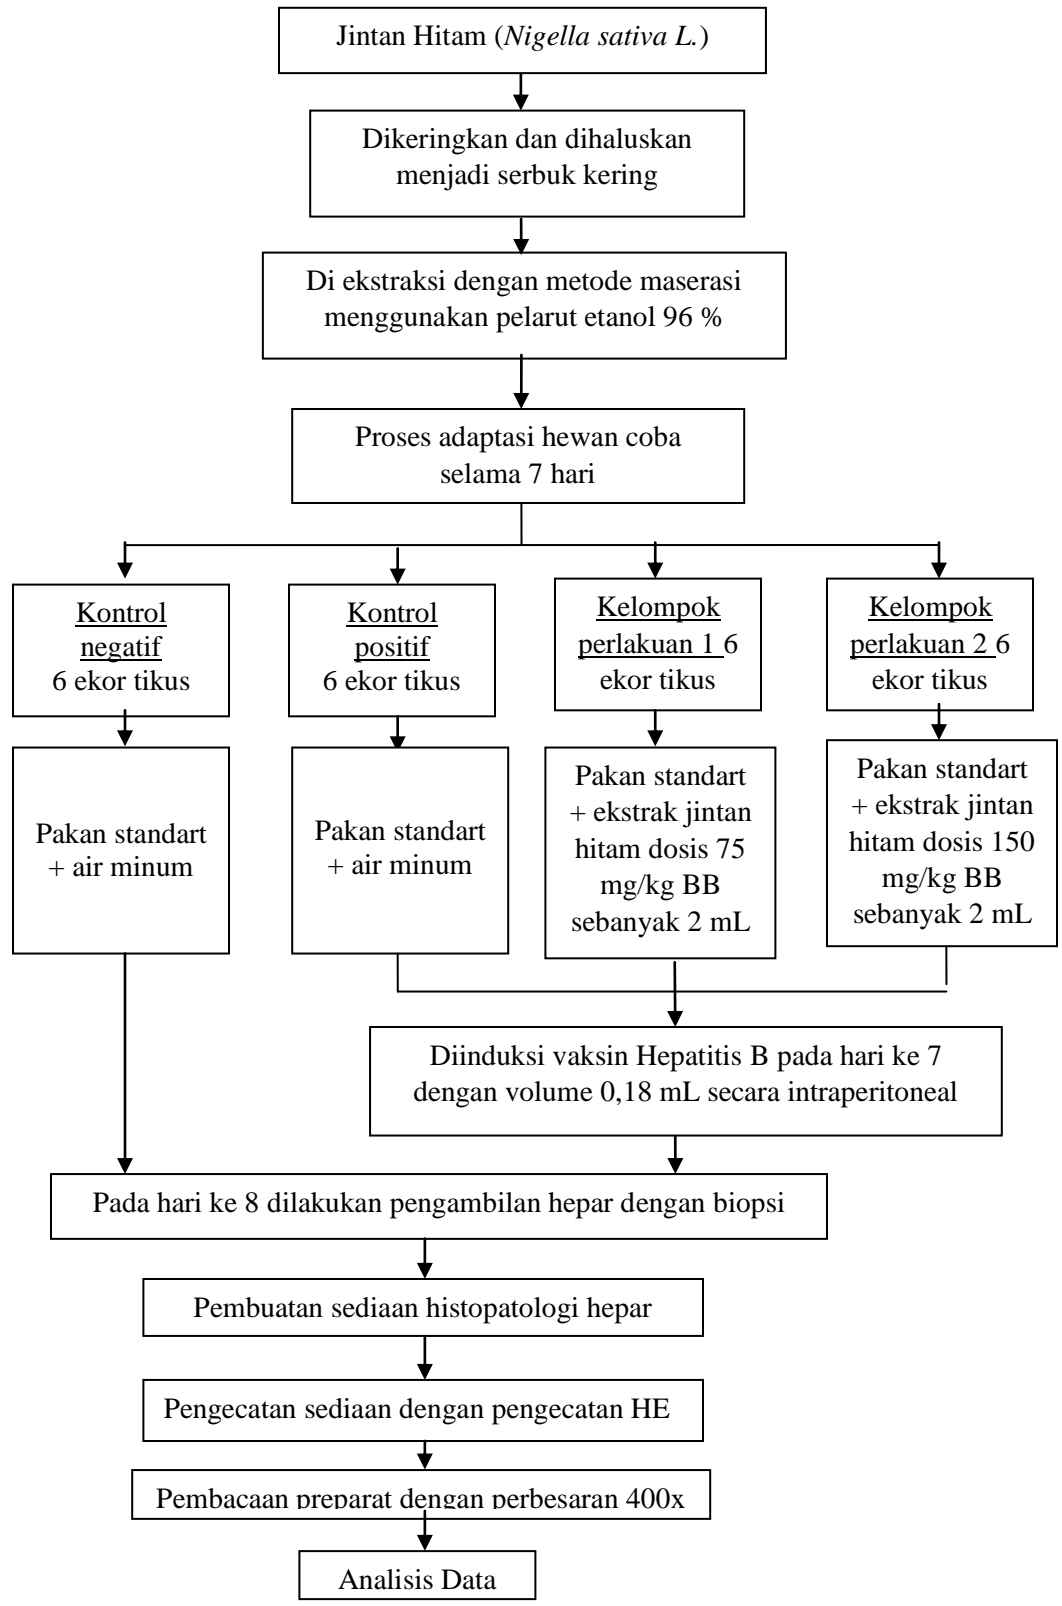 Jintan Hitam (Nigella sativa L.)
Dikeringkan dan dihaluskan
menjadi serbuk kering
Di ekstraksi dengan metode maserasi
menggunakan pelarut etanol 96 %
Proses adaptasi hewan coba
selama 7 hari
Kontrol
negatif
6 ekor tikus
Kontrol
positif
6 ekor tikus
Kelompok
perlakuan 1 6
ekor tikus
Kelompok
perlakuan 2 6
ekor tikus
Pakan standart
+ air minum
Pakan standart
+ air minum
Pakan standart
+ ekstrak jintan
hitam dosis 75
mg/kg BB
sebanyak 2 mL
Pakan standart
+ ekstrak jintan
hitam dosis 150
mg/kg BB
sebanyak 2 mL
Diinduksi vaksin Hepatitis B pada hari ke 7
dengan volume 0,18 mL secara intraperitoneal
Pada hari ke 8 dilakukan pengambilan hepar dengan biopsi
Pembuatan sediaan histopatologi hepar
Pengecatan sediaan dengan pengecatan HE
Pembacaan preparat dengan perbesaran 400x
Analisis Data